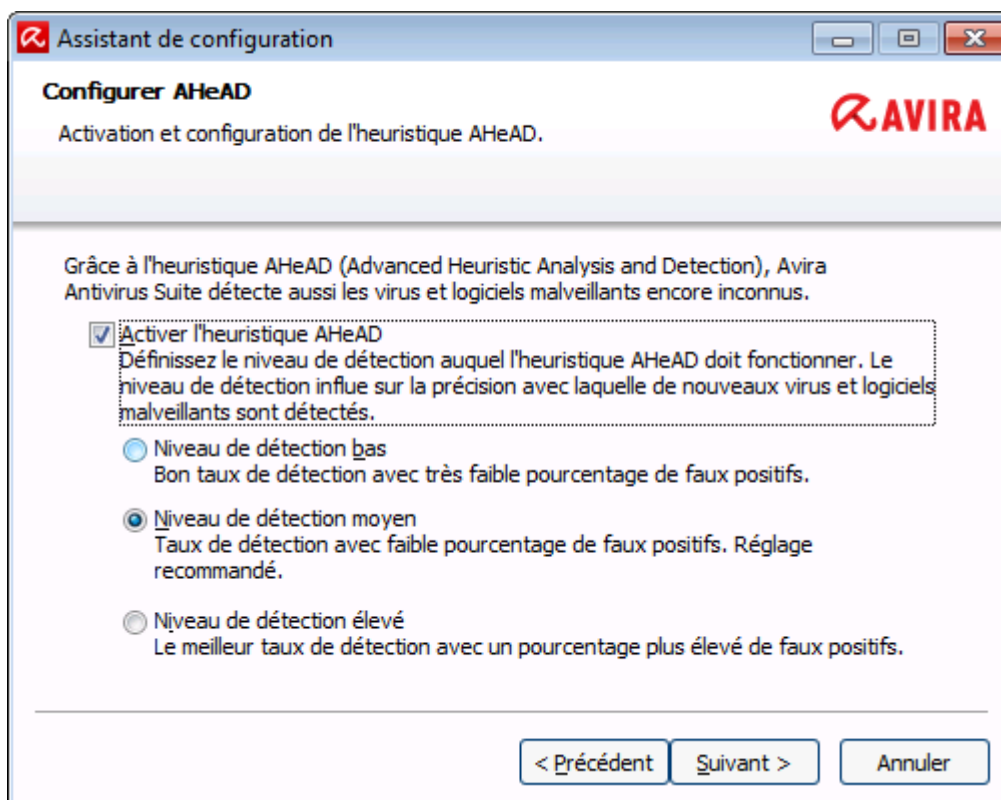 Assistant de configuration
Configurer AHeAD
Activation et configuration de l'heuristique AHeAD.
AVIRA
Grâce à l'heuristique AHeAD (Advanced Heuristic Analysis and Detection), Avira
Antivirus Suite détecte aussi les virus et logiciels malveillants encore inconnus.
Activer l'heuristique AHeAD
Définissez le niveau de détection auquel l'heuristique AHeAD doit fonctionner. Le
niveau de détection influe sur la précision avec laquelle de nouveaux virus et logiciels
malveillants sont détectés.
Niveau de détection bas
Bon taux de détection avec très faible pourcentage de faux positifs.
Niveau de détection moyen
Taux de détection avec faible pourcentage de faux positifs. Réglage
recommandé.
Niveau de détection élevé
Le meilleur taux de détection avec un pourcentage plus élevé de faux positifs.
< Précédent
Suivant >
Annuler